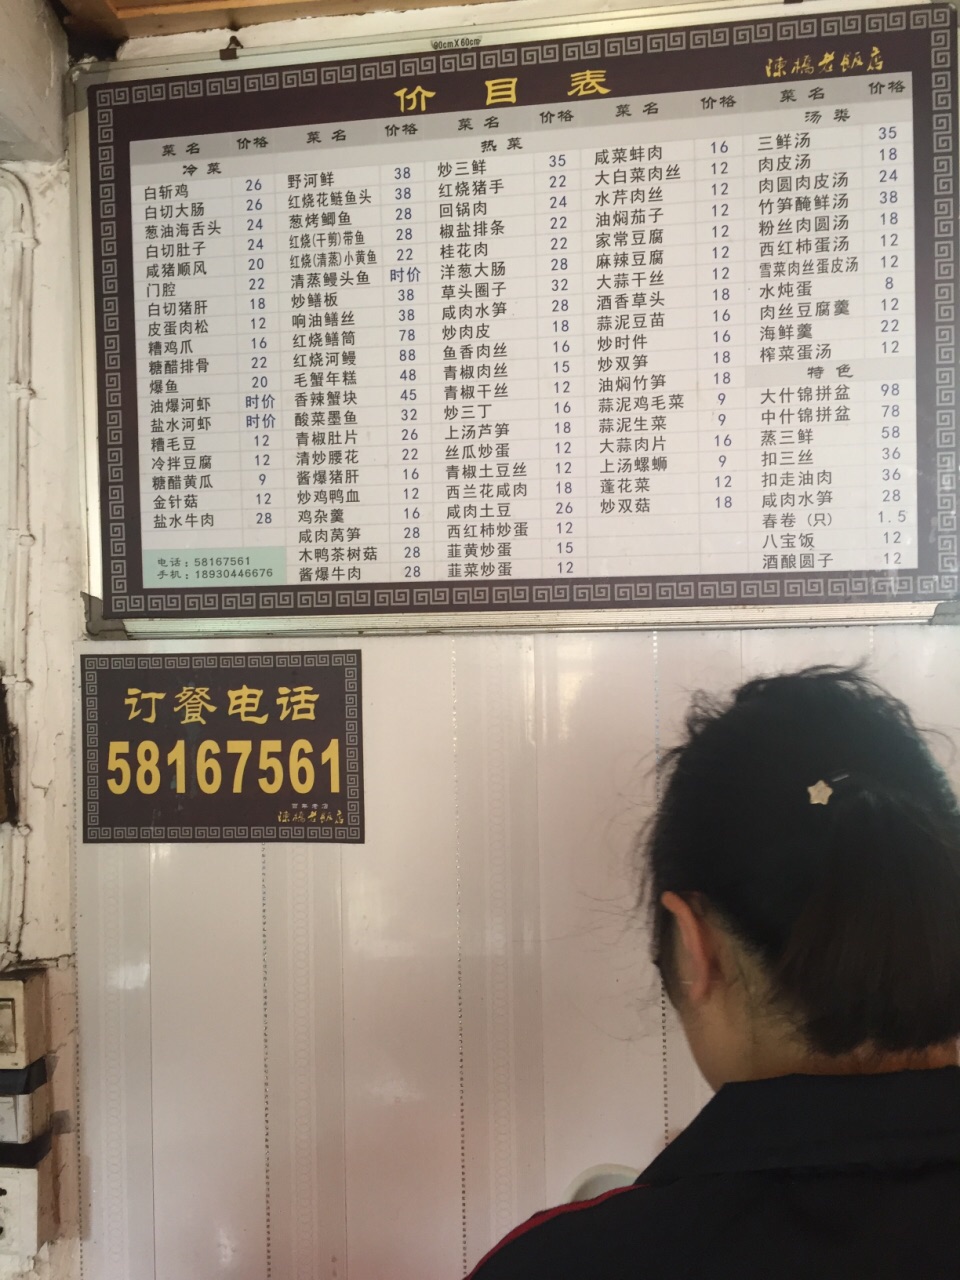 90cmX60cm
价目表
陈桥老饭店
菜名 价格
冷菜
白斩鸡 26
白切大肠 26
葱油海舌头 24
白切肚子 24
咸猪顺风 20
门腔 22
白切猪肝 18
皮蛋肉松 12
糟鸡爪 16
糖醋排骨 22
爆鱼 20
油爆河虾 时价
盐水河虾 时价
糟毛豆 12
冷拌豆腐 12
糖醋黄瓜 9
金针菇 12
盐水牛肉 28
电话：58167561
手机：18930446676
菜名 价格
野河鲜 38
红烧花鲢鱼头 38
葱烤鲫鱼 28
红烧(干剪)带鱼 28
红烧(清蒸)小黄鱼 22
清蒸鳗头鱼 时价
炒鳝板 38
响油鳝丝 38
红烧鳝筒 78
红烧河鳗 88
毛蟹年糕 48
香辣蟹块 45
酸菜墨鱼 32
青椒肚片 26
清炒腰花 22
酱爆猪肝 16
炒鸡鸭血 12
鸡杂羹 16
咸肉莴笋 28
木鸭茶树菇 28
酱爆牛肉 28
菜名 价格
热菜
炒三鲜 35
红烧猪手 22
回锅肉 24
椒盐排条 22
桂花肉 22
洋葱大肠 28
草头圈子 32
咸肉水笋 28
炒肉皮 18
鱼香肉丝 16
青椒肉丝 15
青椒干丝 12
炒三丁 16
上汤芦笋 18
丝瓜炒蛋 12
青椒土豆丝 12
西兰花咸肉 18
咸肉土豆 26
西红柿炒蛋 12
韭黄炒蛋 15
韭菜炒蛋 12
菜名 价格
咸菜蚌肉 16
大白菜肉丝 12
水芹肉丝 12
油焖茄子 12
家常豆腐 12
麻辣豆腐 12
大蒜干丝 12
酒香草头 18
蒜泥豆苗 16
炒时件 16
炒双笋 18
油焖竹笋 18
蒜泥鸡毛菜 9
蒜泥生菜 9
大蒜肉片 16
上汤螺蛳 9
蓬花菜 12
炒双菇 18
菜名 价格
汤类
三鲜汤 35
肉皮汤 18
肉圆肉皮汤 24
竹笋醃鲜汤 38
粉丝肉圆汤 18
西红柿蛋汤 12
雪菜肉丝蛋皮汤 12
水炖蛋 8
肉丝豆腐羹 12
海鲜羹 22
榨菜蛋汤 12
特色
大什锦拼盆 98
中什锦拼盆 78
蒸三鲜 58
扣三丝 36
扣走油肉 36
咸肉水笋 28
春卷（只） 1.5
八宝饭 12
酒酿圆子 12
订餐电话
58167561
百年老店
陈桥老饭店